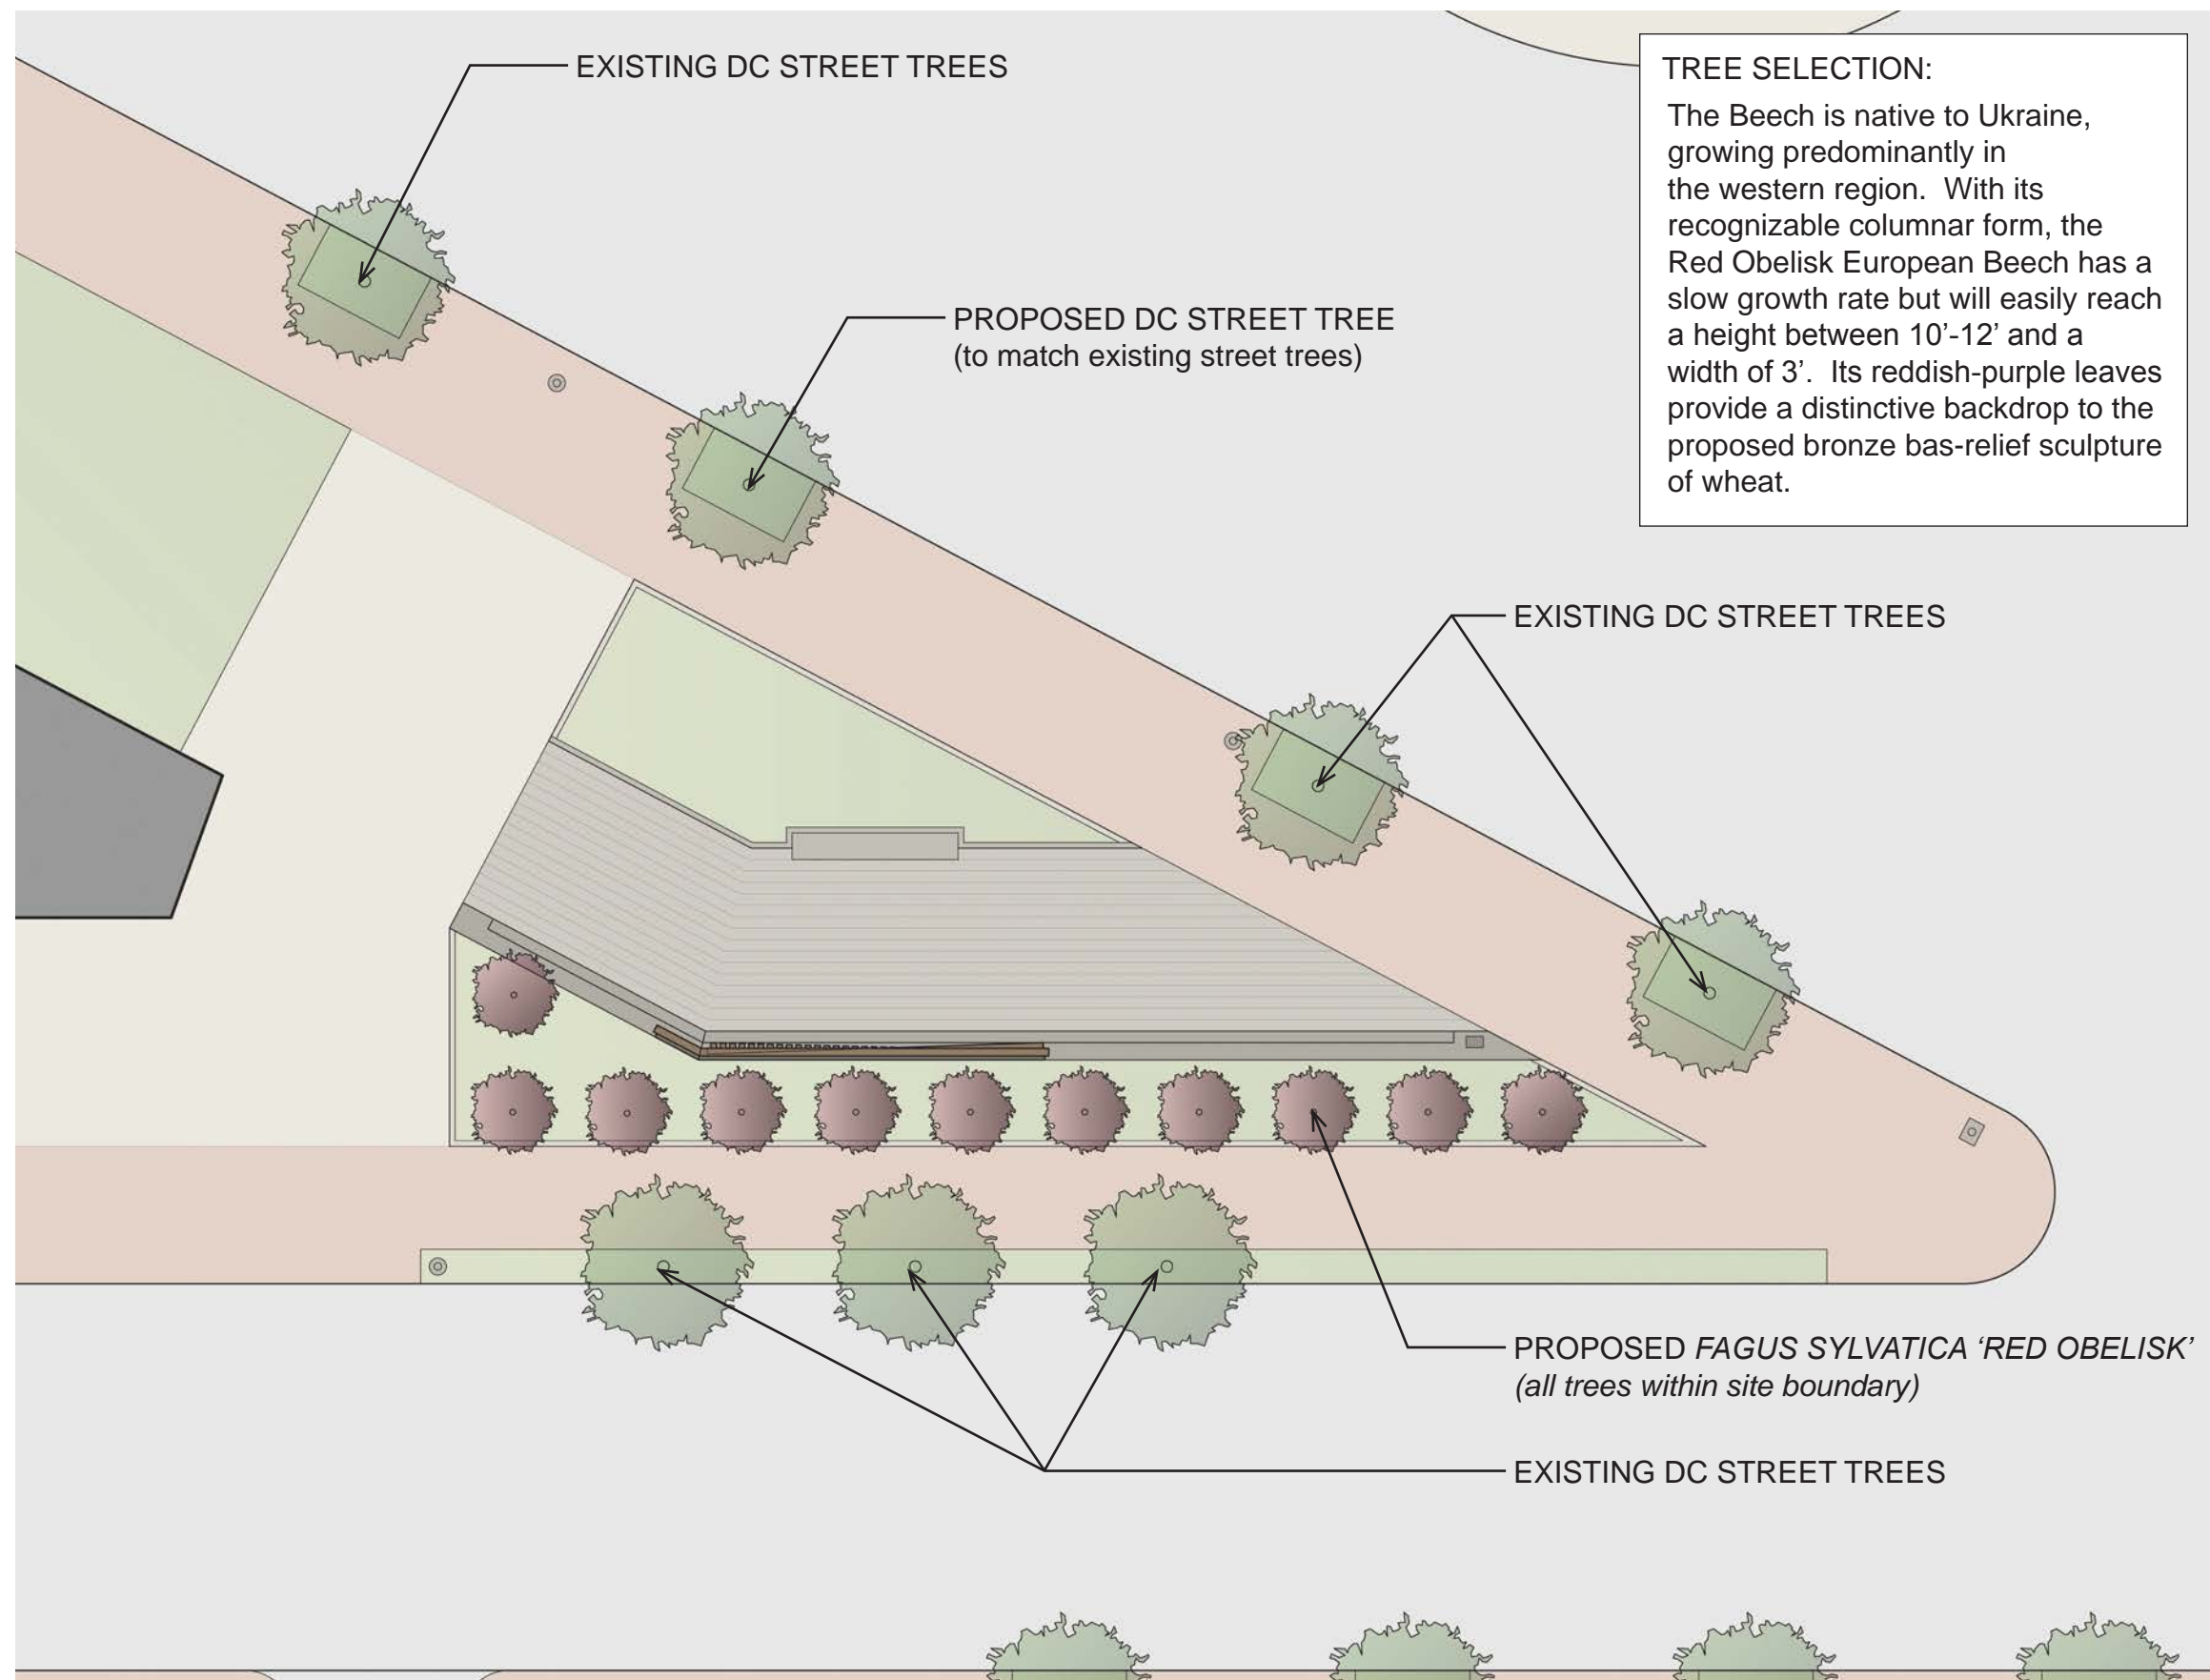 EXISTING DC STREET TREES
TREE SELECTION:
The Beech is native to Ukraine,
growing predominantly in
the western region.  With its
recognizable columnar form, the
Red Obelisk European Beech has a
slow growth rate but will easily reach
a height between 10’-12’ and a
width of 3’.  Its reddish-purple leaves
provide a distinctive backdrop to the
proposed bronze bas-relief sculpture
of wheat.
PROPOSED DC STREET TREE
(to match existing street trees)
EXISTING DC STREET TREES
PROPOSED FAGUS SYLVATICA ‘RED OBELISK’
(all trees within site boundary)
EXISTING DC STREET TREES